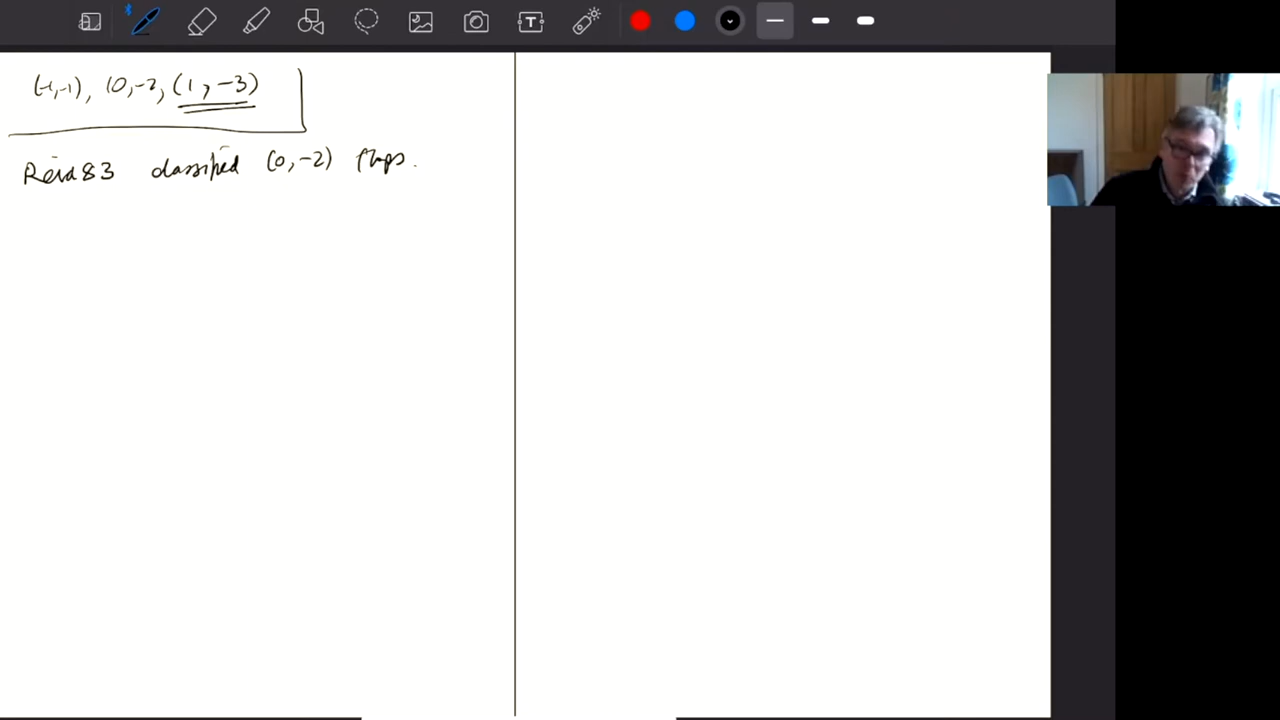 (-1,-1), (0,-2, (1,-3)
Reid 83 classified (0,-2) flops.